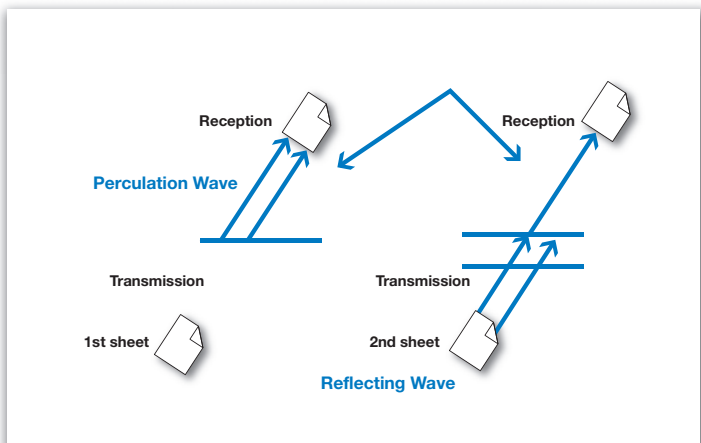 Reception
Perculation Wave
Transmission
1st sheet
Reception
Transmission
2nd sheet
Reflecting Wave